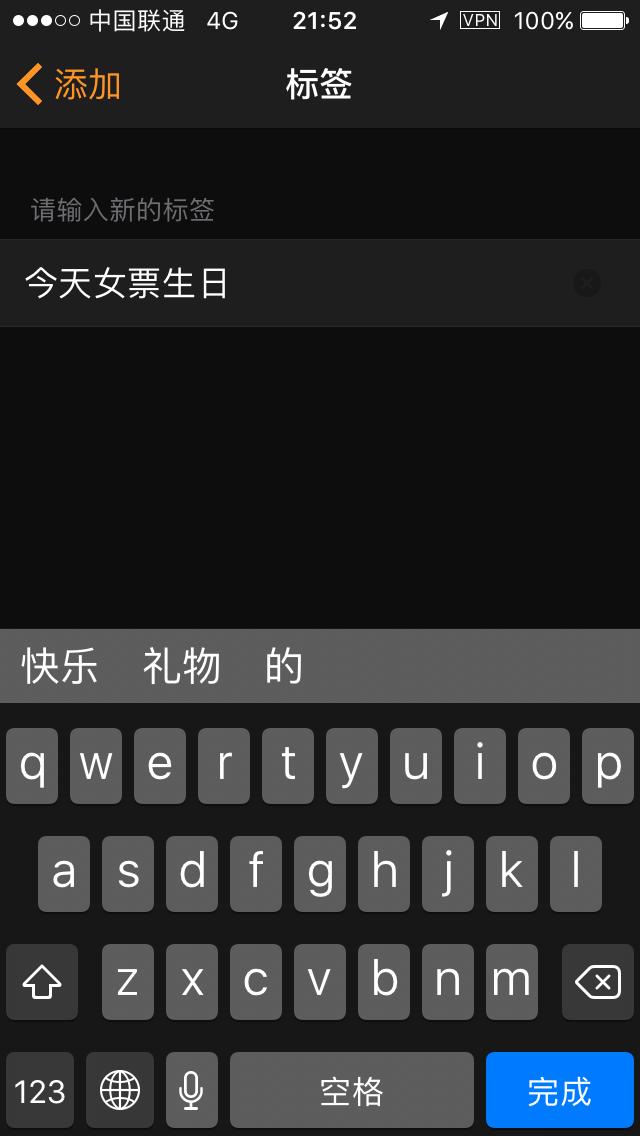 中国联通 4G 21:52 VPN 100%
添加 标签
请输入新的标签
今天女票生日
快乐 礼物 的
q w e r t y u i o p
a s d f g h j k l
z x c v b n m
123 空格 完成